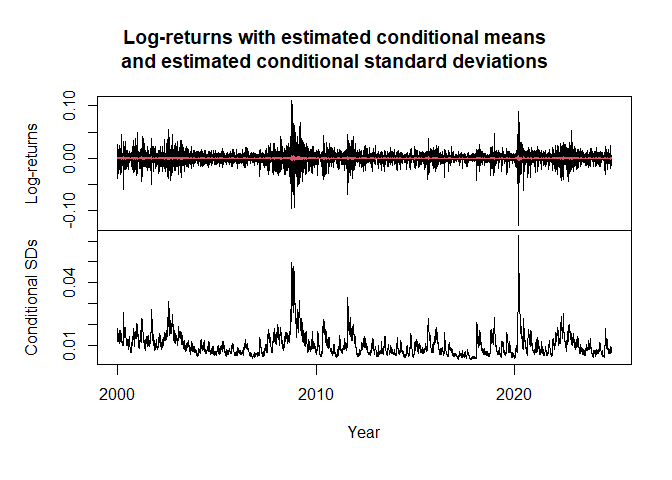 Log-returns with estimated conditional means
and estimated conditional standard deviations
Log-returns
0.10
0.00
-0.10
Conditional SDs
0.04
0.01
2000
2010
2020
Year